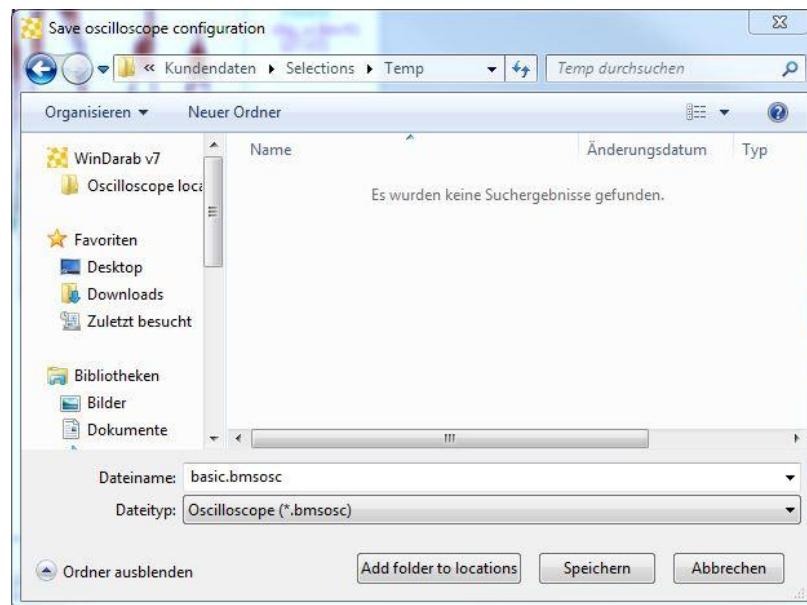 Save oscilloscope configuration
« Kundendaten Selections Temp
Temp durchsuchen
Organisieren
Neuer Ordner
Name
Änderungsdatum
Typ
WinDarab v7
Oscilloscope loca
Es wurden keine Suchergebnisse gefunden.
Favoriten
Desktop
Downloads
Zuletzt besucht
Bibliotheken
Bilder
Dokumente
Dateiname: basic.bmsosc
Dateityp: Oscilloscope (*.bmsosc)
Ordner ausblenden
Add folder to locations
Speichern
Abbrechen